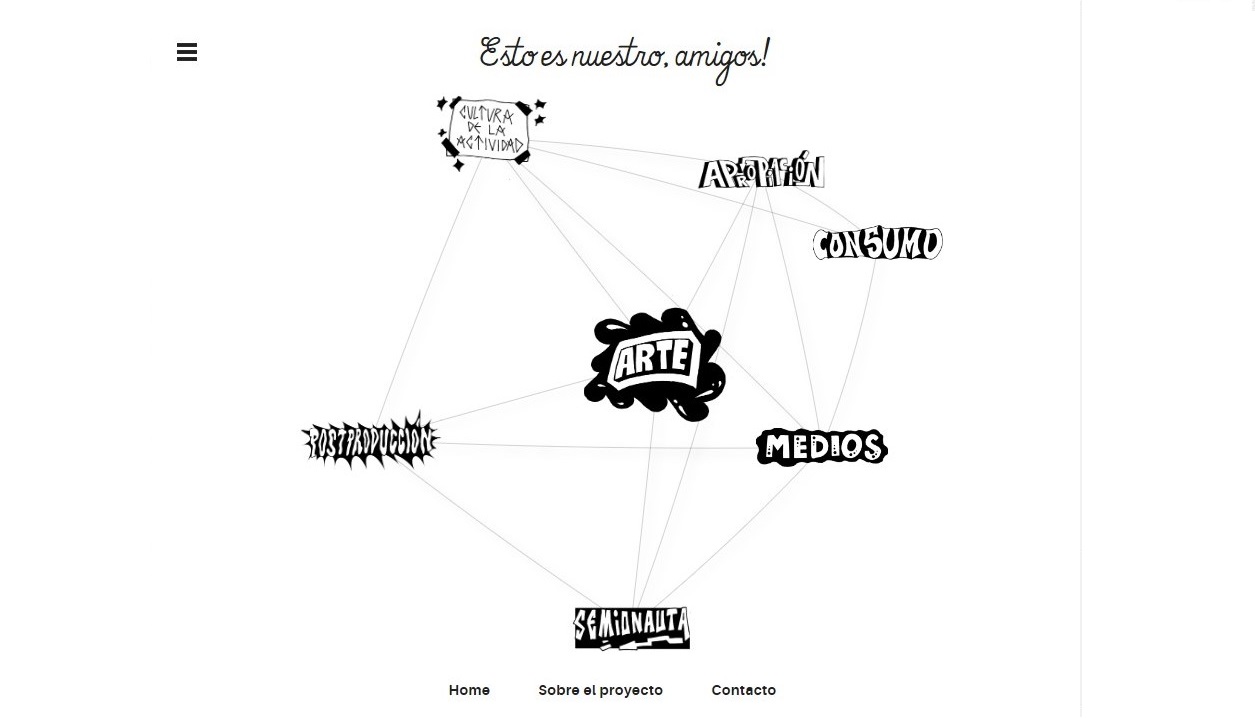 Esto es nuestro, amigos!
CULTURA
DE LA
ACTIVIDAD
APROPIACIÓN
CONSUMO
ARTE
POSTPRODUCCIÓN
MEDIOS
SEMIONAUTA
Home
Sobre el proyecto
Contacto